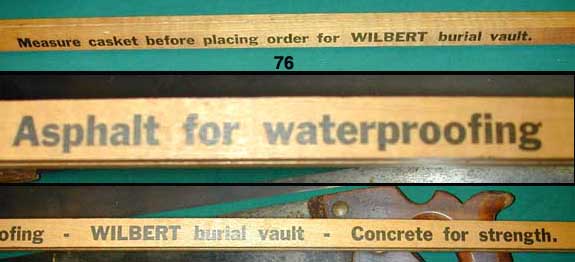 Measure casket before placing order for WILBERT burial vault.
76
Asphalt for waterproofing
ofing - WILBERT burial vault - Concrete for strength.